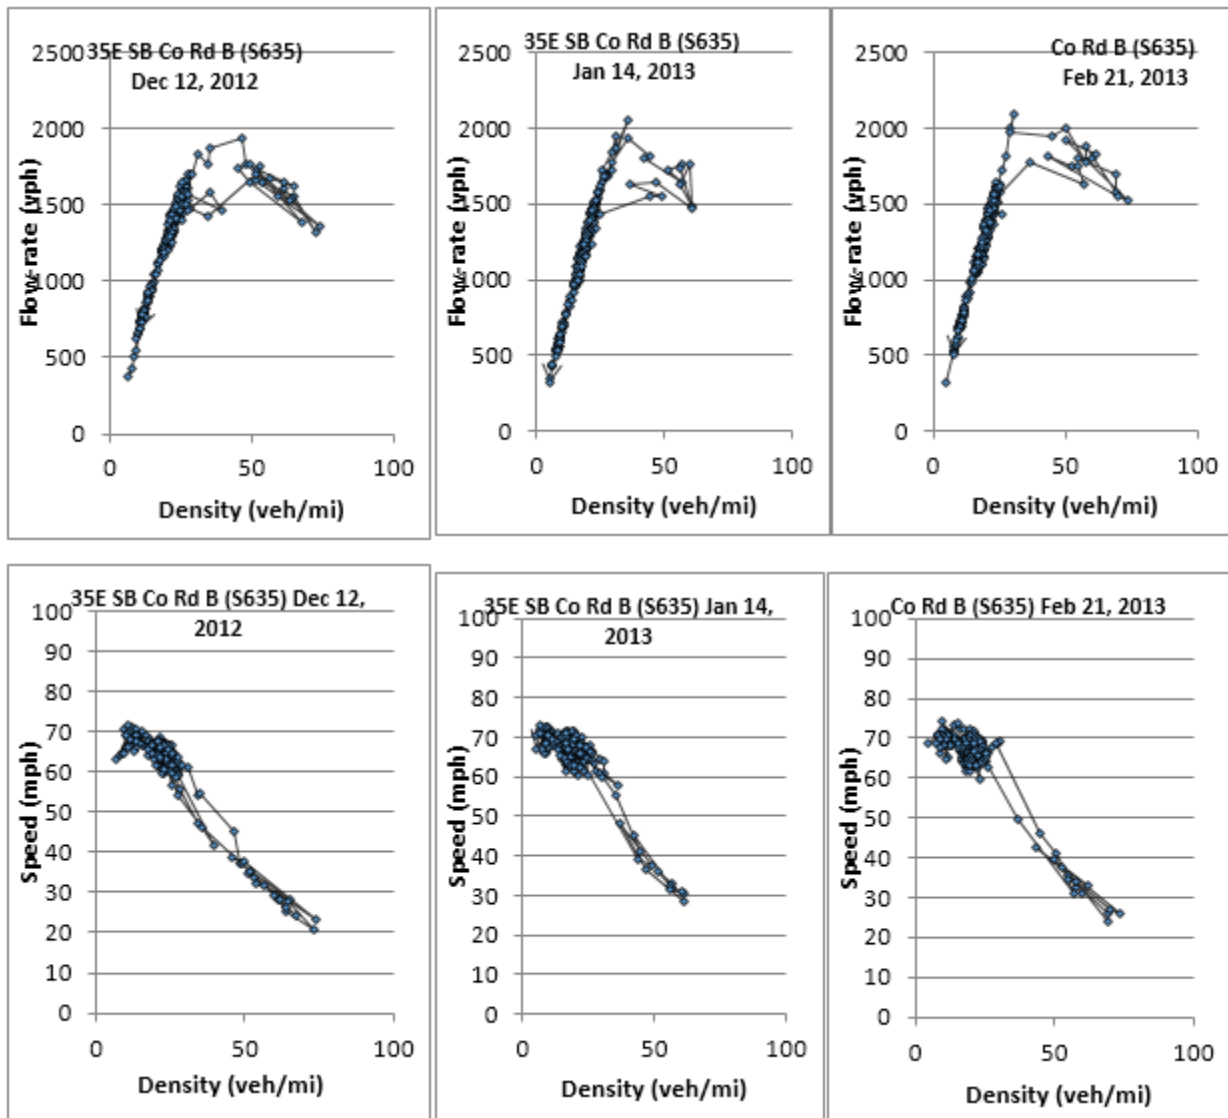 35E SB Co Rd B (S635)
Dec 12, 2012
2500
2000
1500
1000
500
0
Flow-rate (vph)
0 50 100
Density (veh/mi)
35E SB Co Rd B (S635)
Jan 14, 2013
2500
2000
1500
1000
500
0
Flow-rate (vph)
0 50 100
Density (veh/mi)
Co Rd B (S635)
Feb 21, 2013
2500
2000
1500
1000
500
0
Flow-rate (vph)
0 50 100
Density (veh/mi)
35E SB Co Rd B (S635) Dec 12,
2012
100
90
80
70
60
50
40
30
20
10
0
Speed (mph)
0 50 100
Density (veh/mi)
35E SB Co Rd B (S635) Jan 14,
2013
100
90
80
70
60
50
40
30
20
10
0
Speed (mph)
0 50 100
Density (veh/mi)
Co Rd B (S635) Feb 21, 2013
100
90
80
70
60
50
40
30
20
10
0
Speed (mph)
0 50 100
Density (veh/mi)